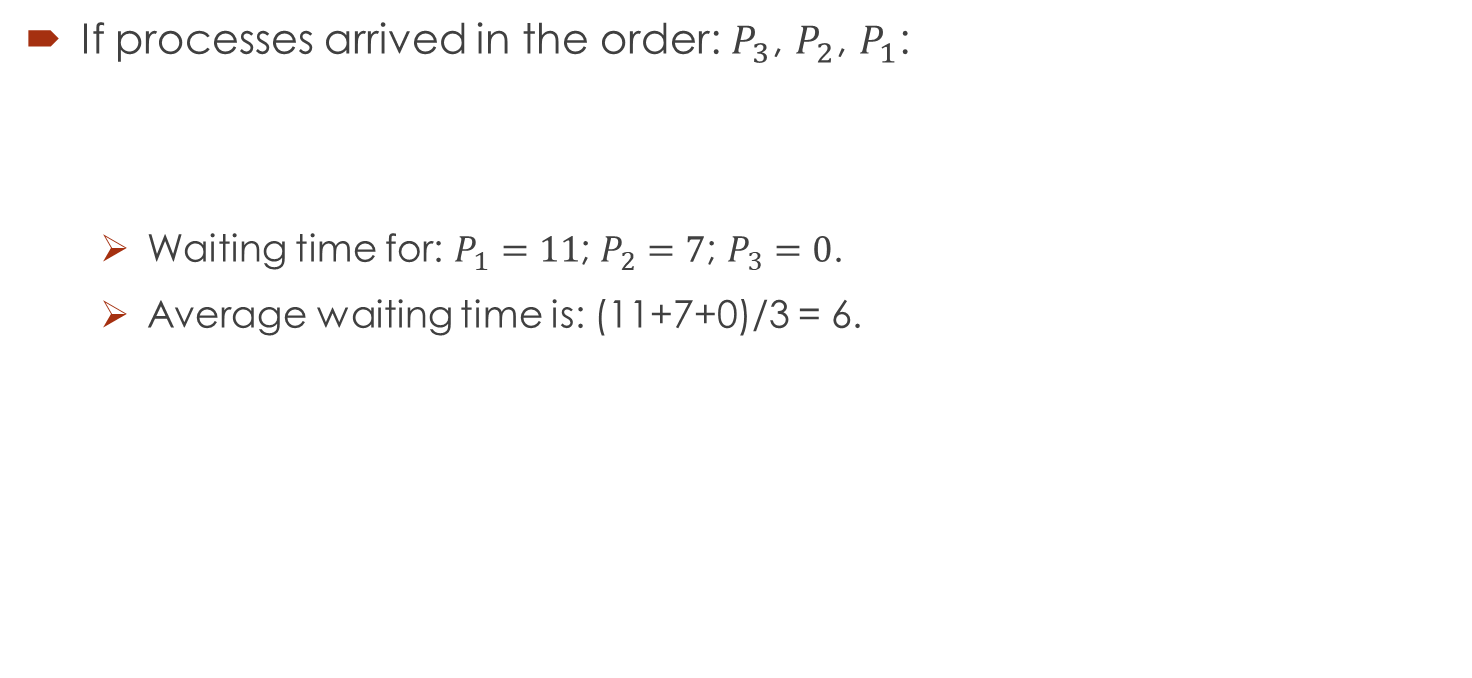 If processes arrived in the order: P₃, P₂, P₁:
Waiting time for: P₁ = 11; P₂ = 7; P₃ = 0.
Average waiting time is: (11+7+0)/3 = 6.